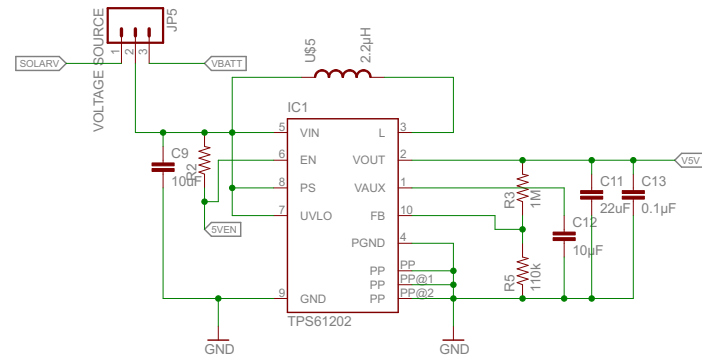 VOLTAGE SOURCE
JP5
1
2
3
SOLARV
VBATT
U$5
2.2µH
IC1
5
VIN
L
3
6
EN
VOUT
2
V5V
8
PS
VAUX
1
7
UVLO
FB
10
PGND
4
PP
PP
PP
PP@1
PP
PP@2
9
GND
TPS61202
C9
10uF
R2
5VEN
R3
1M
R5
110k
C12
10µF
C11
22uF
C13
0.1µF
GND
GND